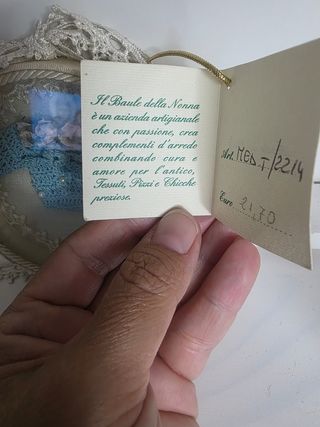 Il Baule della Nonna
è un azienda artigianale
che con passione, crea
complementi d'arredo
combinando cura e
amore per l'antico,
Tessuti, Pizzi e Chicche
preziose.
Art. MED.T/2214
Euro 21,70